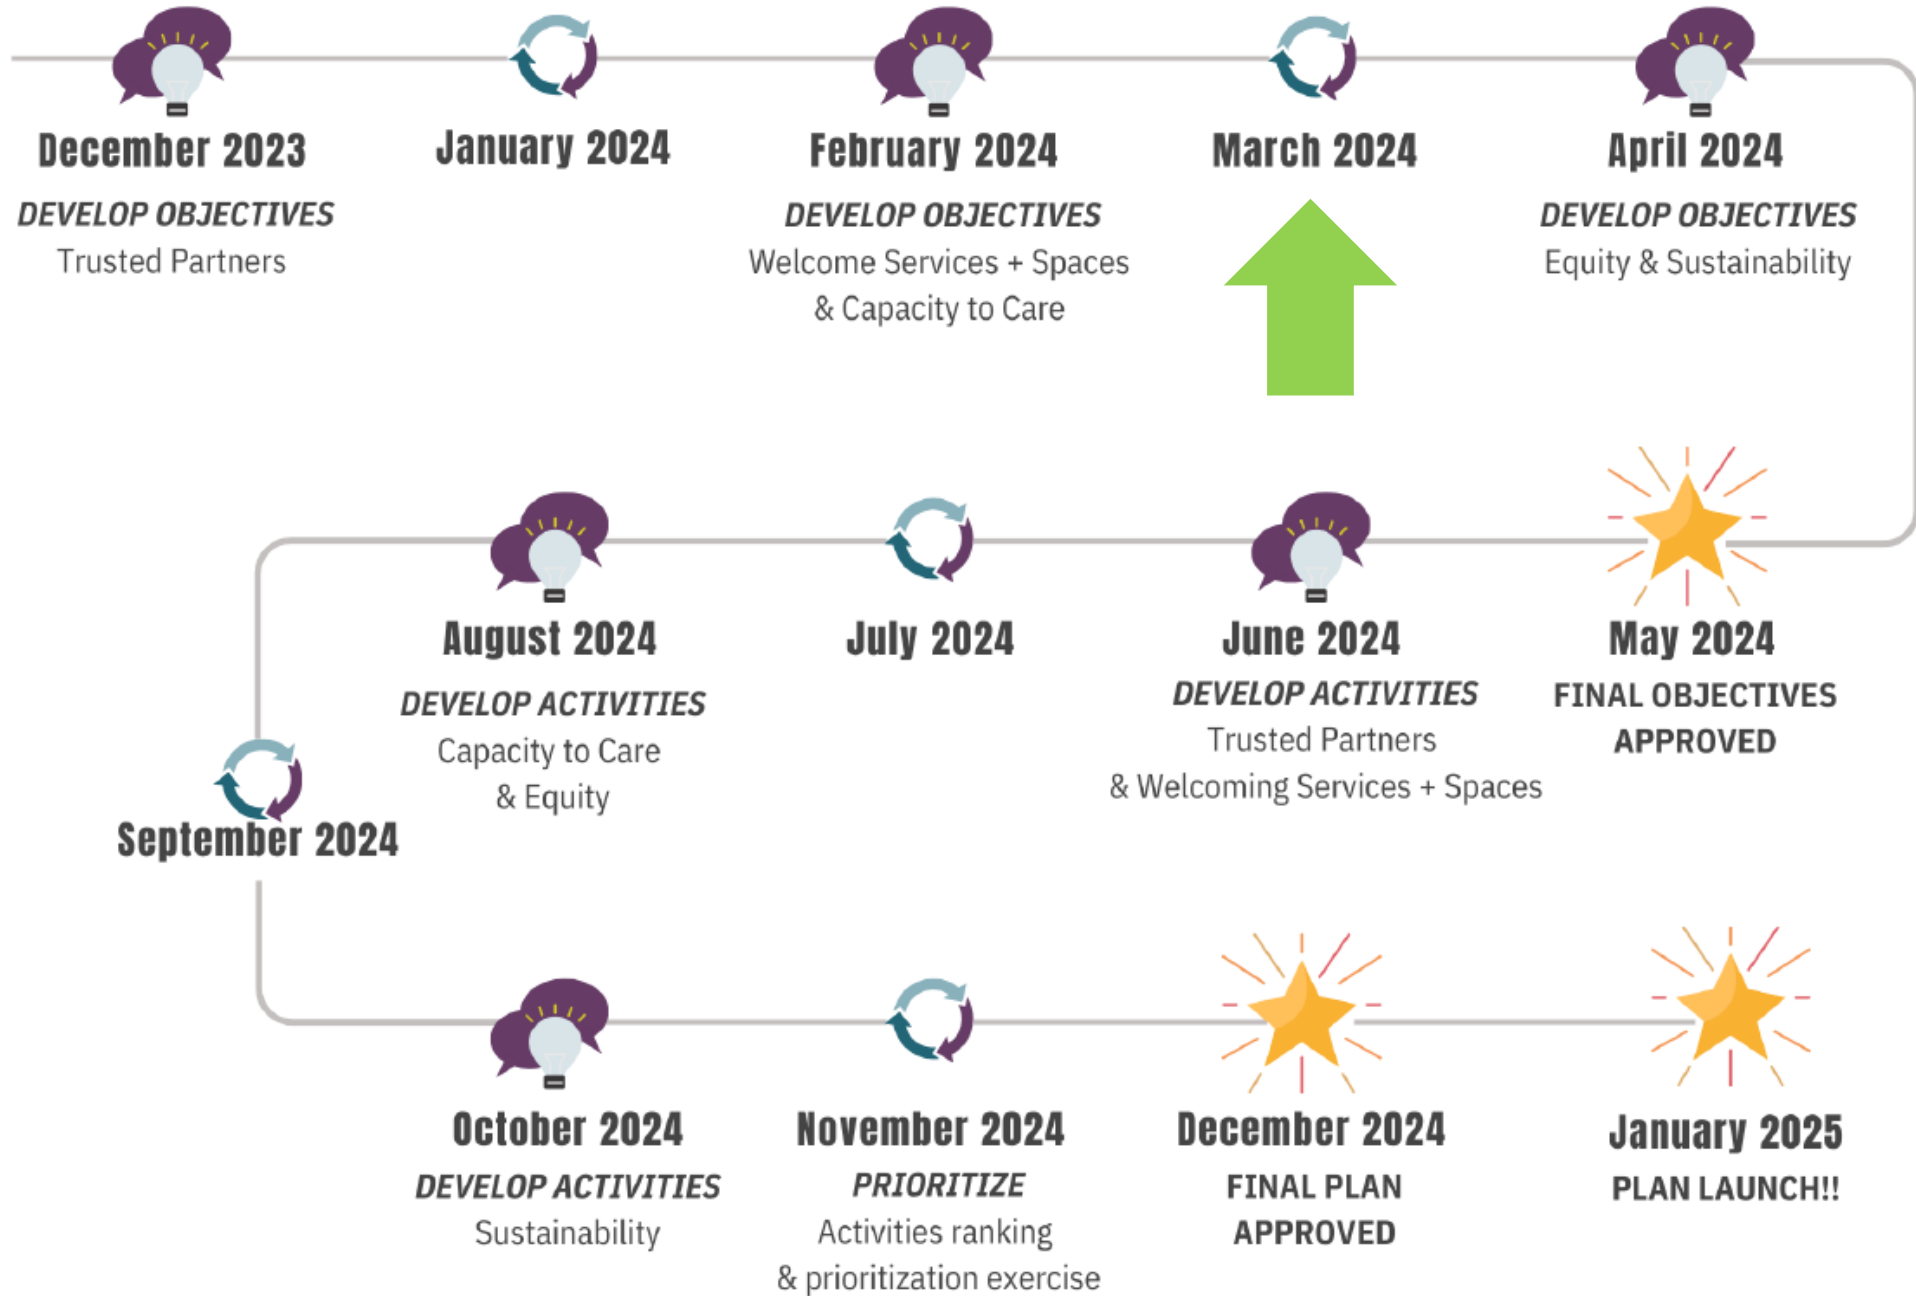 December 2023
DEVELOP OBJECTIVES
Trusted Partners
January 2024
February 2024
DEVELOP OBJECTIVES
Welcome Services + Spaces
& Capacity to Care
March 2024
April 2024
DEVELOP OBJECTIVES
Equity & Sustainability
May 2024
FINAL OBJECTIVES
APPROVED
June 2024
DEVELOP ACTIVITIES
Trusted Partners
& Welcoming Services + Spaces
July 2024
August 2024
DEVELOP ACTIVITIES
Capacity to Care
& Equity
September 2024
October 2024
DEVELOP ACTIVITIES
Sustainability
November 2024
PRIORITIZE
Activities ranking
& prioritization exercise
December 2024
FINAL PLAN
APPROVED
January 2025
PLAN LAUNCH!!